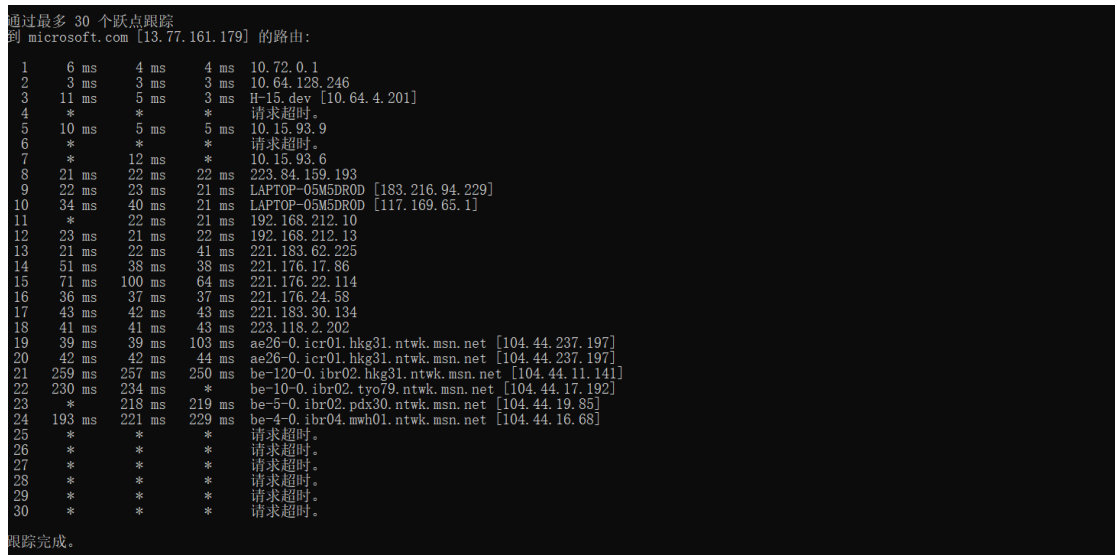 通过最多 30 个跃点跟踪
到 microsoft.com [13.77.161.179] 的路由:
1 6 ms 4 ms 4 ms 10.72.0.1
2 3 ms 3 ms 3 ms 10.64.128.246
3 11 ms 5 ms 3 ms H-15.dev [10.64.4.201]
4 * * * 请求超时。
5 10 ms 5 ms 5 ms 10.15.93.9
6 * * * 请求超时。
7 * 12 ms * 10.15.93.6
8 21 ms 22 ms 22 ms 223.84.159.193
9 22 ms 23 ms 21 ms LAPTOP-05M5DROD [183.216.94.229]
10 34 ms 40 ms 21 ms LAPTOP-05M5DROD [117.169.65.1]
11 * 22 ms 21 ms 192.168.212.10
12 23 ms 21 ms 22 ms 192.168.212.13
13 21 ms 22 ms 41 ms 221.183.62.225
14 51 ms 38 ms 38 ms 221.176.17.86
15 71 ms 100 ms 64 ms 221.176.22.114
16 36 ms 37 ms 37 ms 221.176.24.58
17 43 ms 42 ms 43 ms 221.183.30.134
18 41 ms 41 ms 43 ms 223.118.2.202
19 39 ms 39 ms 103 ms ae26-0.icr01.hkg31.ntwk.msn.net [104.44.237.197]
20 42 ms 42 ms 44 ms ae26-0.icr01.hkg31.ntwk.msn.net [104.44.237.197]
21 259 ms 257 ms 250 ms be-120-0.ibr02.hkg31.ntwk.msn.net [104.44.11.141]
22 230 ms 234 ms * be-10-0.ibr02.tyo79.ntwk.msn.net [104.44.17.192]
23 * 218 ms 219 ms be-5-0.ibr02.pdx30.ntwk.msn.net [104.44.19.85]
24 193 ms 221 ms 229 ms be-4-0.ibr04.mwh01.ntwk.msn.net [104.44.16.68]
25 * * * 请求超时。
26 * * * 请求超时。
27 * * * 请求超时。
28 * * * 请求超时。
29 * * * 请求超时。
30 * * * 请求超时。
跟踪完成。